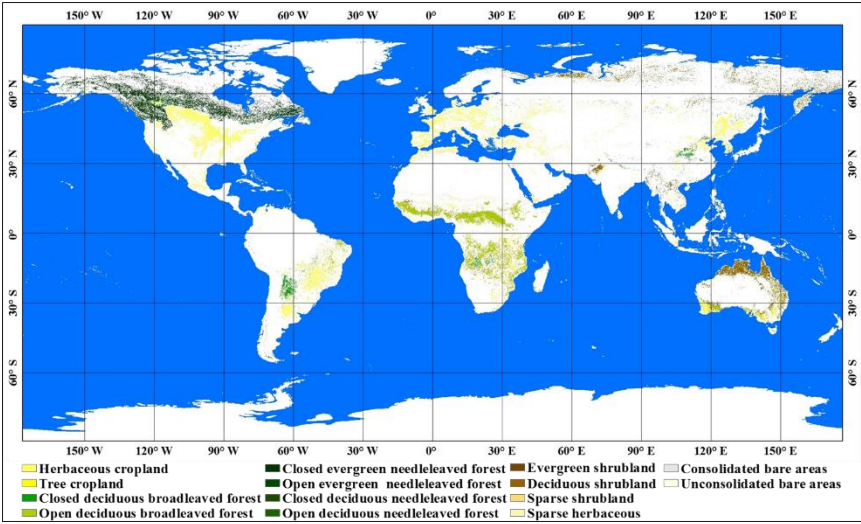 150° W 120° W 90° W 60° W 30° W 0° 30° E 60° E 90° E 120° E 150° E
60° N 60° N
30° N 30° N
0° 0°
30° S 30° S
60° S 60° S
150° W 120° W 90° W 60° W 30° W 0° 30° E 60° E 90° E 120° E 150° E
Herbaceous cropland Closed evergreen needleleaved forest Evergreen shrubland Consolidated bare areas
Tree cropland Open evergreen needleleaved forest Deciduous shrubland Unconsolidated bare areas
Closed deciduous broadleaved forest Closed deciduous needleleaved forest Sparse shrubland
Open deciduous broadleaved forest Open deciduous needleleaved forest Sparse herbaceous